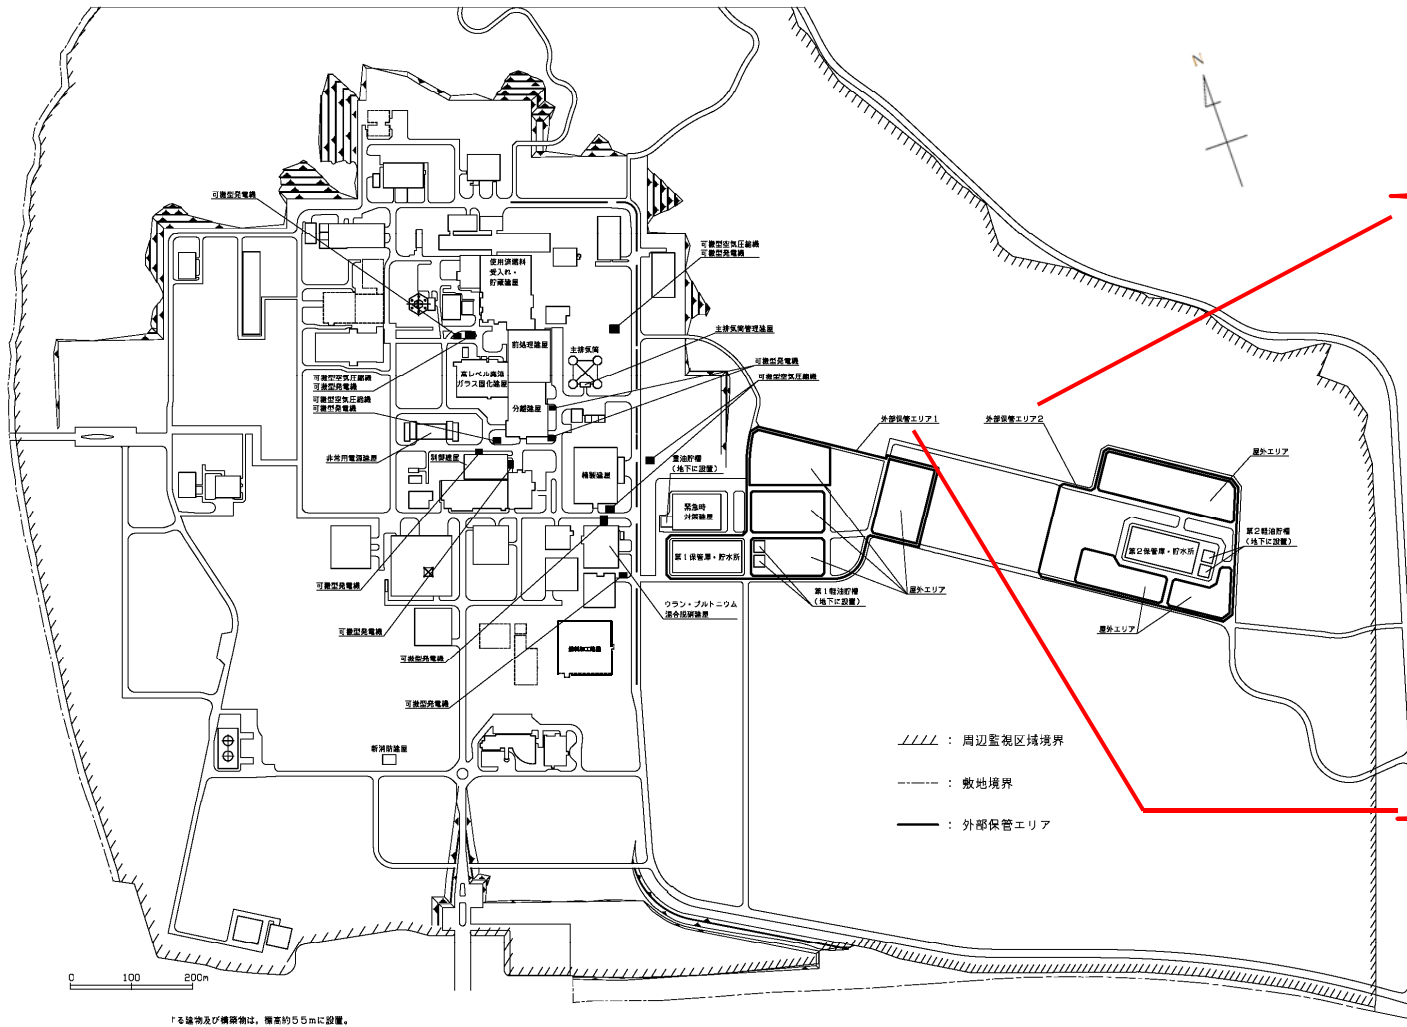 N
可搬型発電機
使用済燃料
受入れ・
貯蔵建屋
可搬型空気圧縮機
可搬型発電機
主排気筒管理建屋
前処理建屋
主排気筒
可搬型発電機
可搬型空気圧縮機
高レベル廃液
ガラス固化建屋
可搬型空気圧縮機
可搬型発電機
可搬型空気圧縮機
可搬型発電機
分離建屋
外部保管エリア1
外部保管エリア2
屋外エリア
非常用電源建屋
制御建屋
精製建屋
重油貯槽
(地下に設置)
緊急時
対策建屋
第1保管庫・貯水所
第2保管庫・貯水所
第2軽油貯槽
(地下に設置)
可搬型発電機
第1軽油貯槽
(地下に設置)
屋外エリア
ウラン・プルトニウム
混合脱硝建屋
屋外エリア
可搬型発電機
可搬型発電機
燃料加工建屋
可搬型発電機
新消防建屋
: 周辺監視区域境界
: 敷地境界
: 外部保管エリア
0 100 200m
る建物及び構築物は，標高約55mに設置。